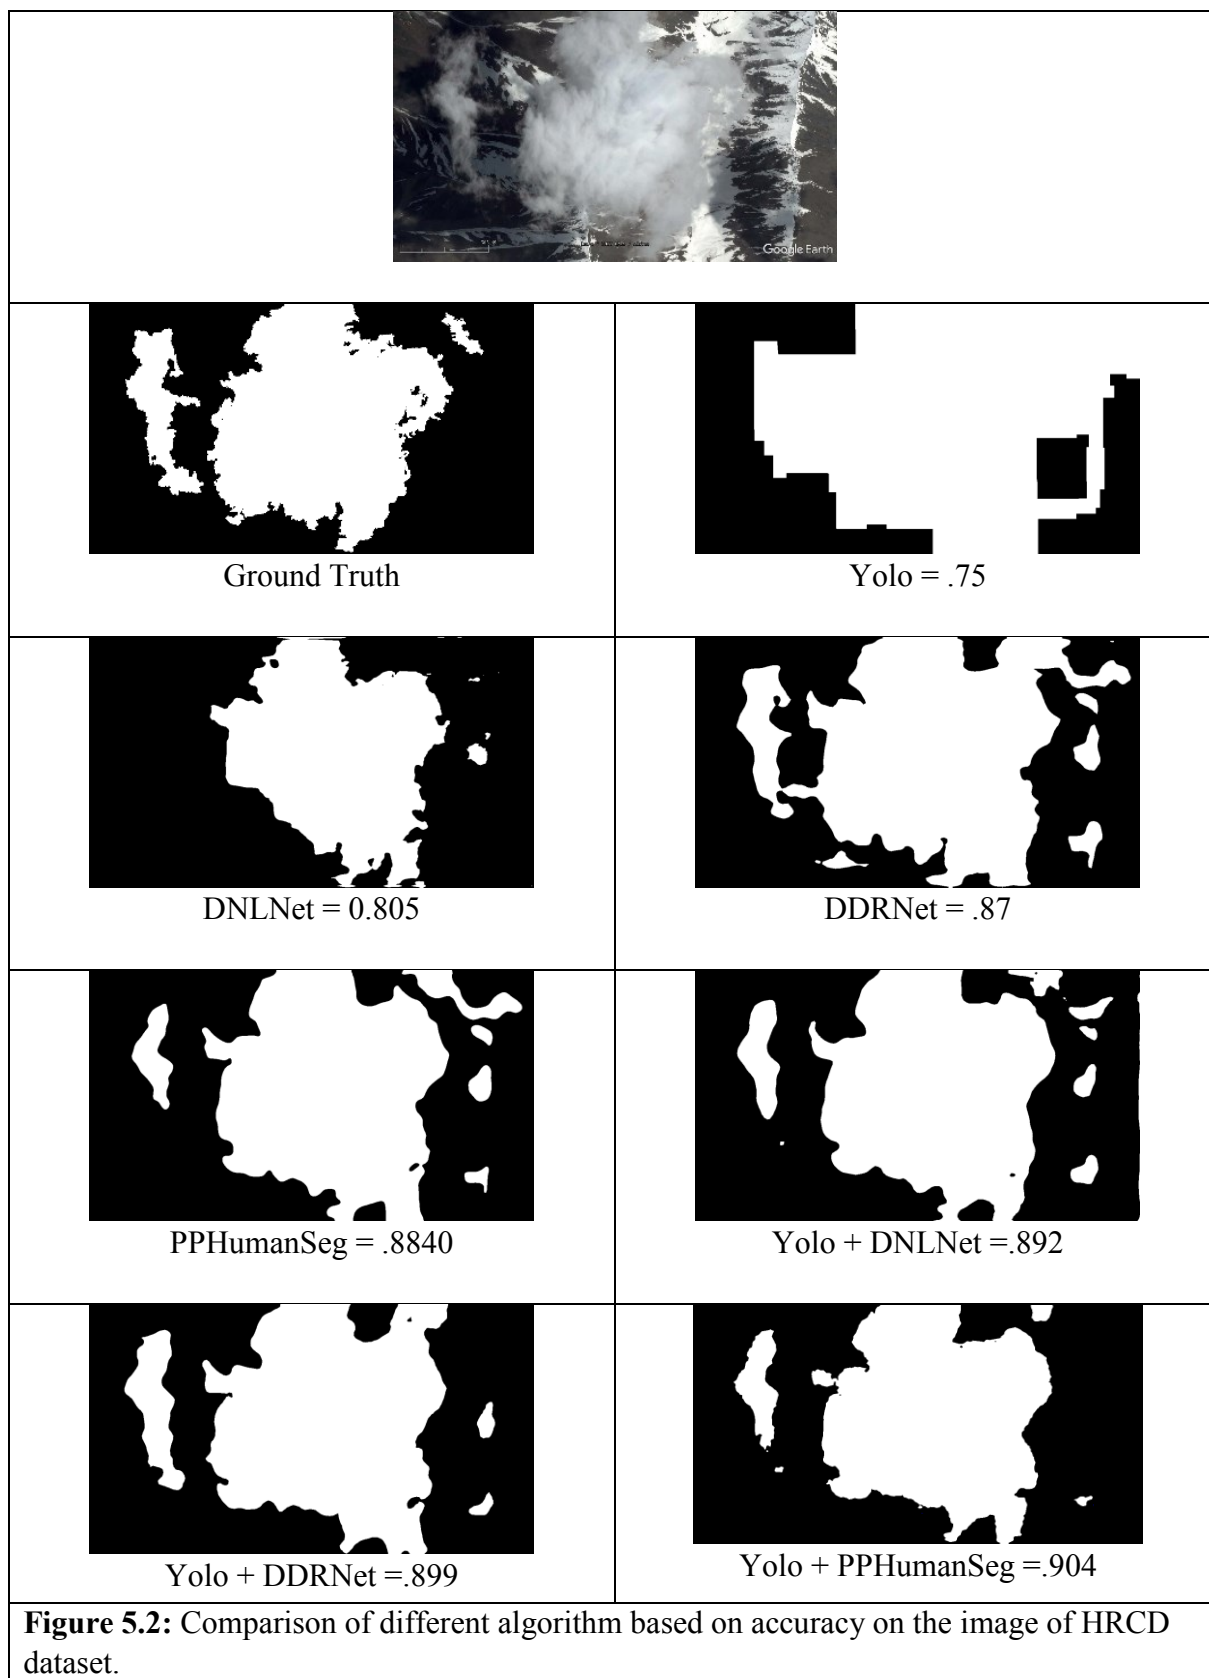 Google Earth
Ground Truth
Yolo = .75
DNLNet = 0.805
DDRNet = .87
PPHumanSeg = .8840
Yolo + DNLNet =.892
Yolo + DDRNet =.899
Yolo + PPHumanSeg =.904
Figure 5.2: Comparison of different algorithm based on accuracy on the image of HRCD
dataset.